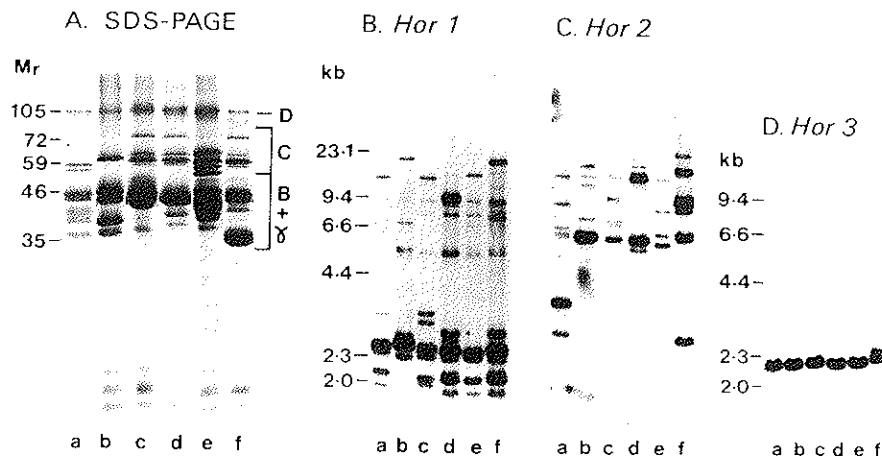 A. SDS-PAGE
Mr
105
72
59
46
35
D
C
B
+
γ
a b c d e f
B. Hor 1
kb
23·1
9·4
6·6
4·4
2·3
2·0
a b c d e f
C. Hor 2
a b c d e f
D. Hor 3
kb
9·4
6·6
4·4
2·3
2·0
a b c d e f